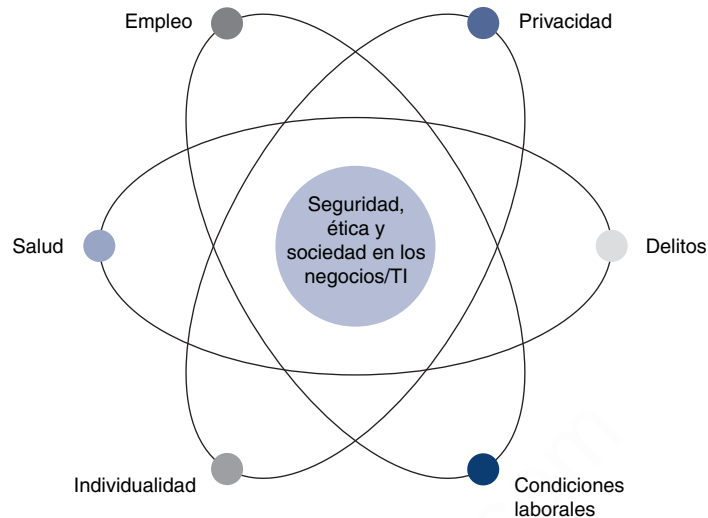 Empleo
Privacidad
Seguridad,
ética y
sociedad en los
negocios/TI
Salud
Delitos
Individualidad
Condiciones
laborales